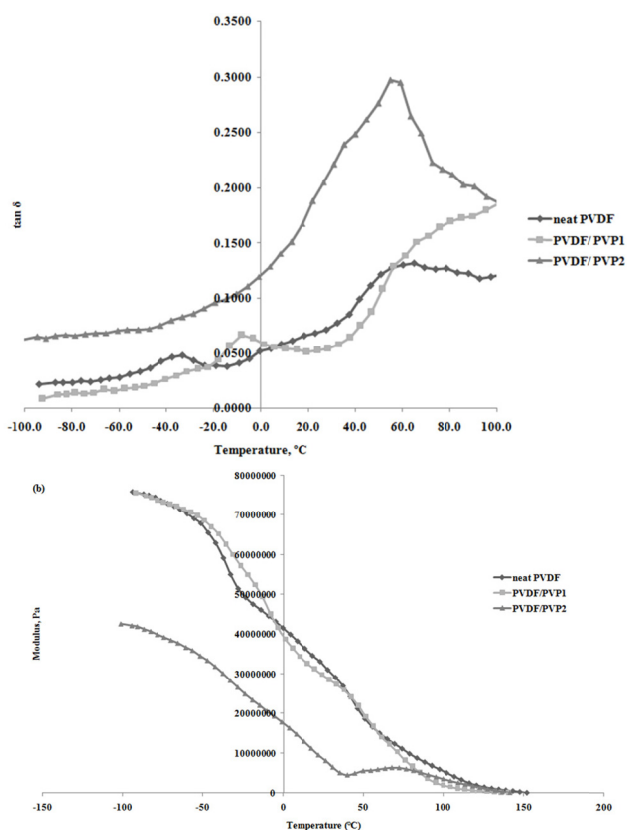 0.3500
0.3000
0.2500
0.2000
0.1500
0.1000
0.0500
0.0000
tan δ
-100.0 -80.0 -60.0 -40.0 -20.0 0.0 20.0 40.0 60.0 80.0 100.0
Temperature, °C
neat PVDF
PVDF/ PVP1
PVDF/ PVP2
(b)
80000000
70000000
60000000
50000000
40000000
30000000
20000000
10000000
0
Modulus, Pa
-150 -100 -50 0 50 100 150 200
Temperature (°C)
neat PVDF
PVDF/PVP1
PVDF/PVP2